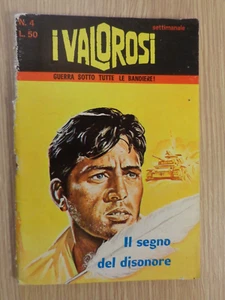 N. 4
L. 50
settimanale
I VALOROSI
GUERRA SOTTO TUTTE LE BANDIERE!
Il segno
del disonore